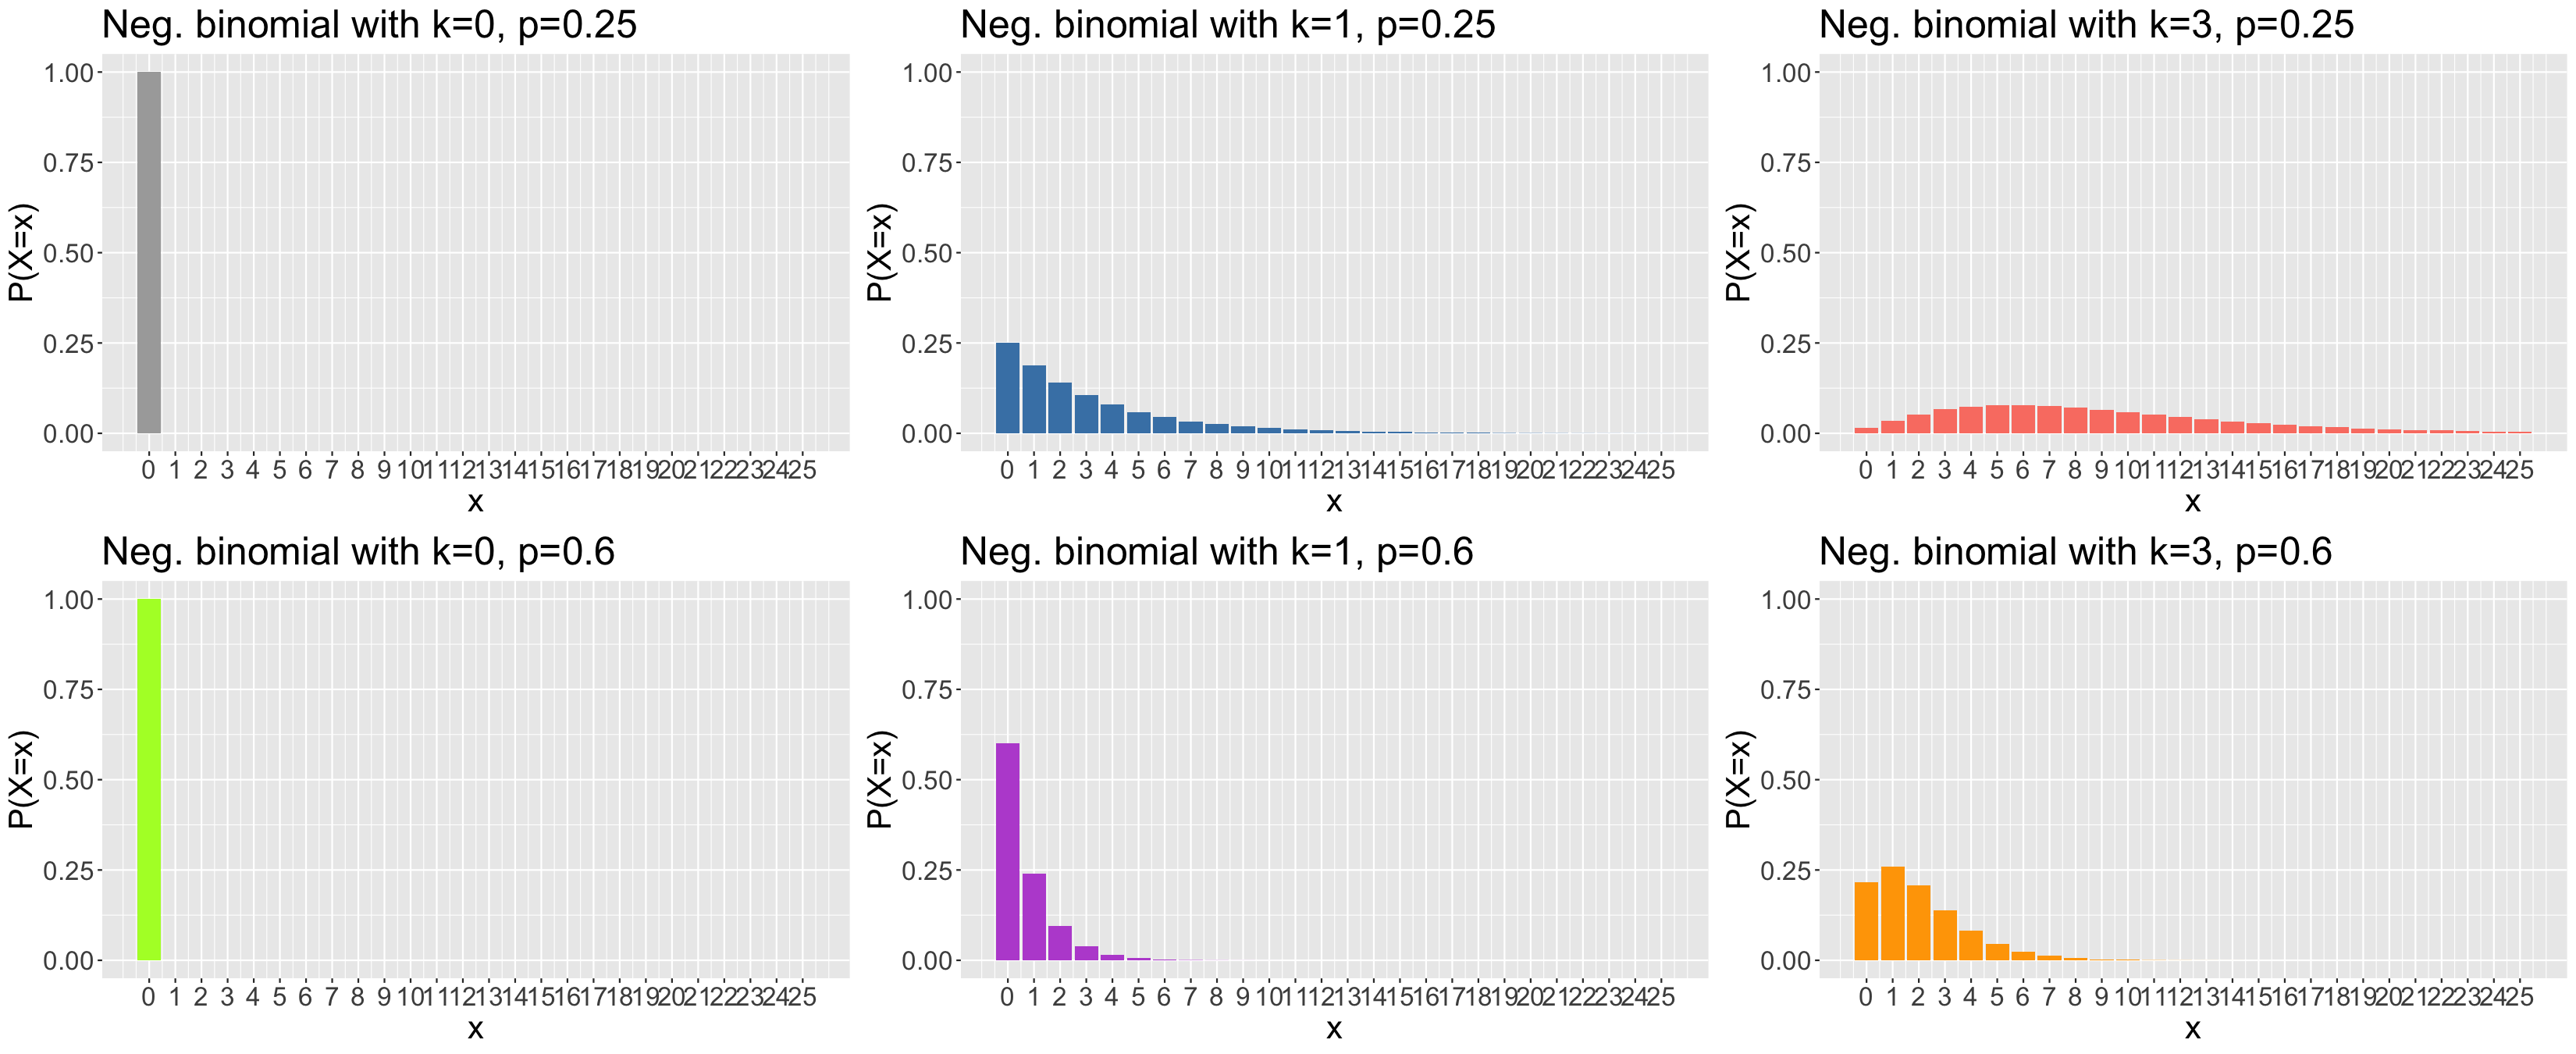 Neg. binomial with k=0, p=0.25
P(X=x)
1.00
0.75
0.50
0.25
0.00
0 1 2 3 4 5 6 7 8 9 10 11 12 13 14 15 16 17 18 19 20 21 22 23 24 25
x
Neg. binomial with k=1, p=0.25
P(X=x)
1.00
0.75
0.50
0.25
0.00
0 1 2 3 4 5 6 7 8 9 10 11 12 13 14 15 16 17 18 19 20 21 22 23 24 25
x
Neg. binomial with k=3, p=0.25
P(X=x)
1.00
0.75
0.50
0.25
0.00
0 1 2 3 4 5 6 7 8 9 10 11 12 13 14 15 16 17 18 19 20 21 22 23 24 25
x
Neg. binomial with k=0, p=0.6
P(X=x)
1.00
0.75
0.50
0.25
0.00
0 1 2 3 4 5 6 7 8 9 10 11 12 13 14 15 16 17 18 19 20 21 22 23 24 25
x
Neg. binomial with k=1, p=0.6
P(X=x)
1.00
0.75
0.50
0.25
0.00
0 1 2 3 4 5 6 7 8 9 10 11 12 13 14 15 16 17 18 19 20 21 22 23 24 25
x
Neg. binomial with k=3, p=0.6
P(X=x)
1.00
0.75
0.50
0.25
0.00
0 1 2 3 4 5 6 7 8 9 10 11 12 13 14 15 16 17 18 19 20 21 22 23 24 25
x